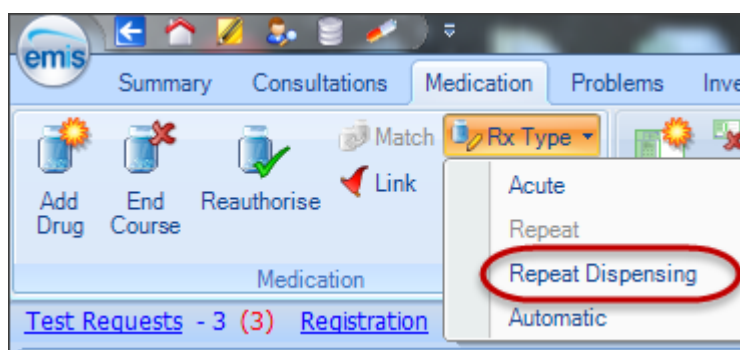 emis
Summary Consultations Medication Problems Inve
Match Rx Type
Link
Add Drug
End Course
Reauthorise
Medication
Acute
Repeat
Repeat Dispensing
Automatic
Test Requests - 3 (3) Registration